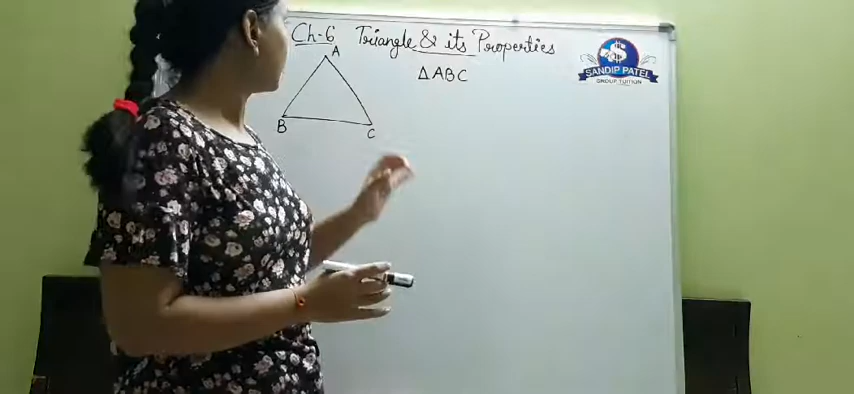 Ch-6 Triangle & its Properties
A
△ABC
B
C
SANDIP PATEL
GROUP TUITION